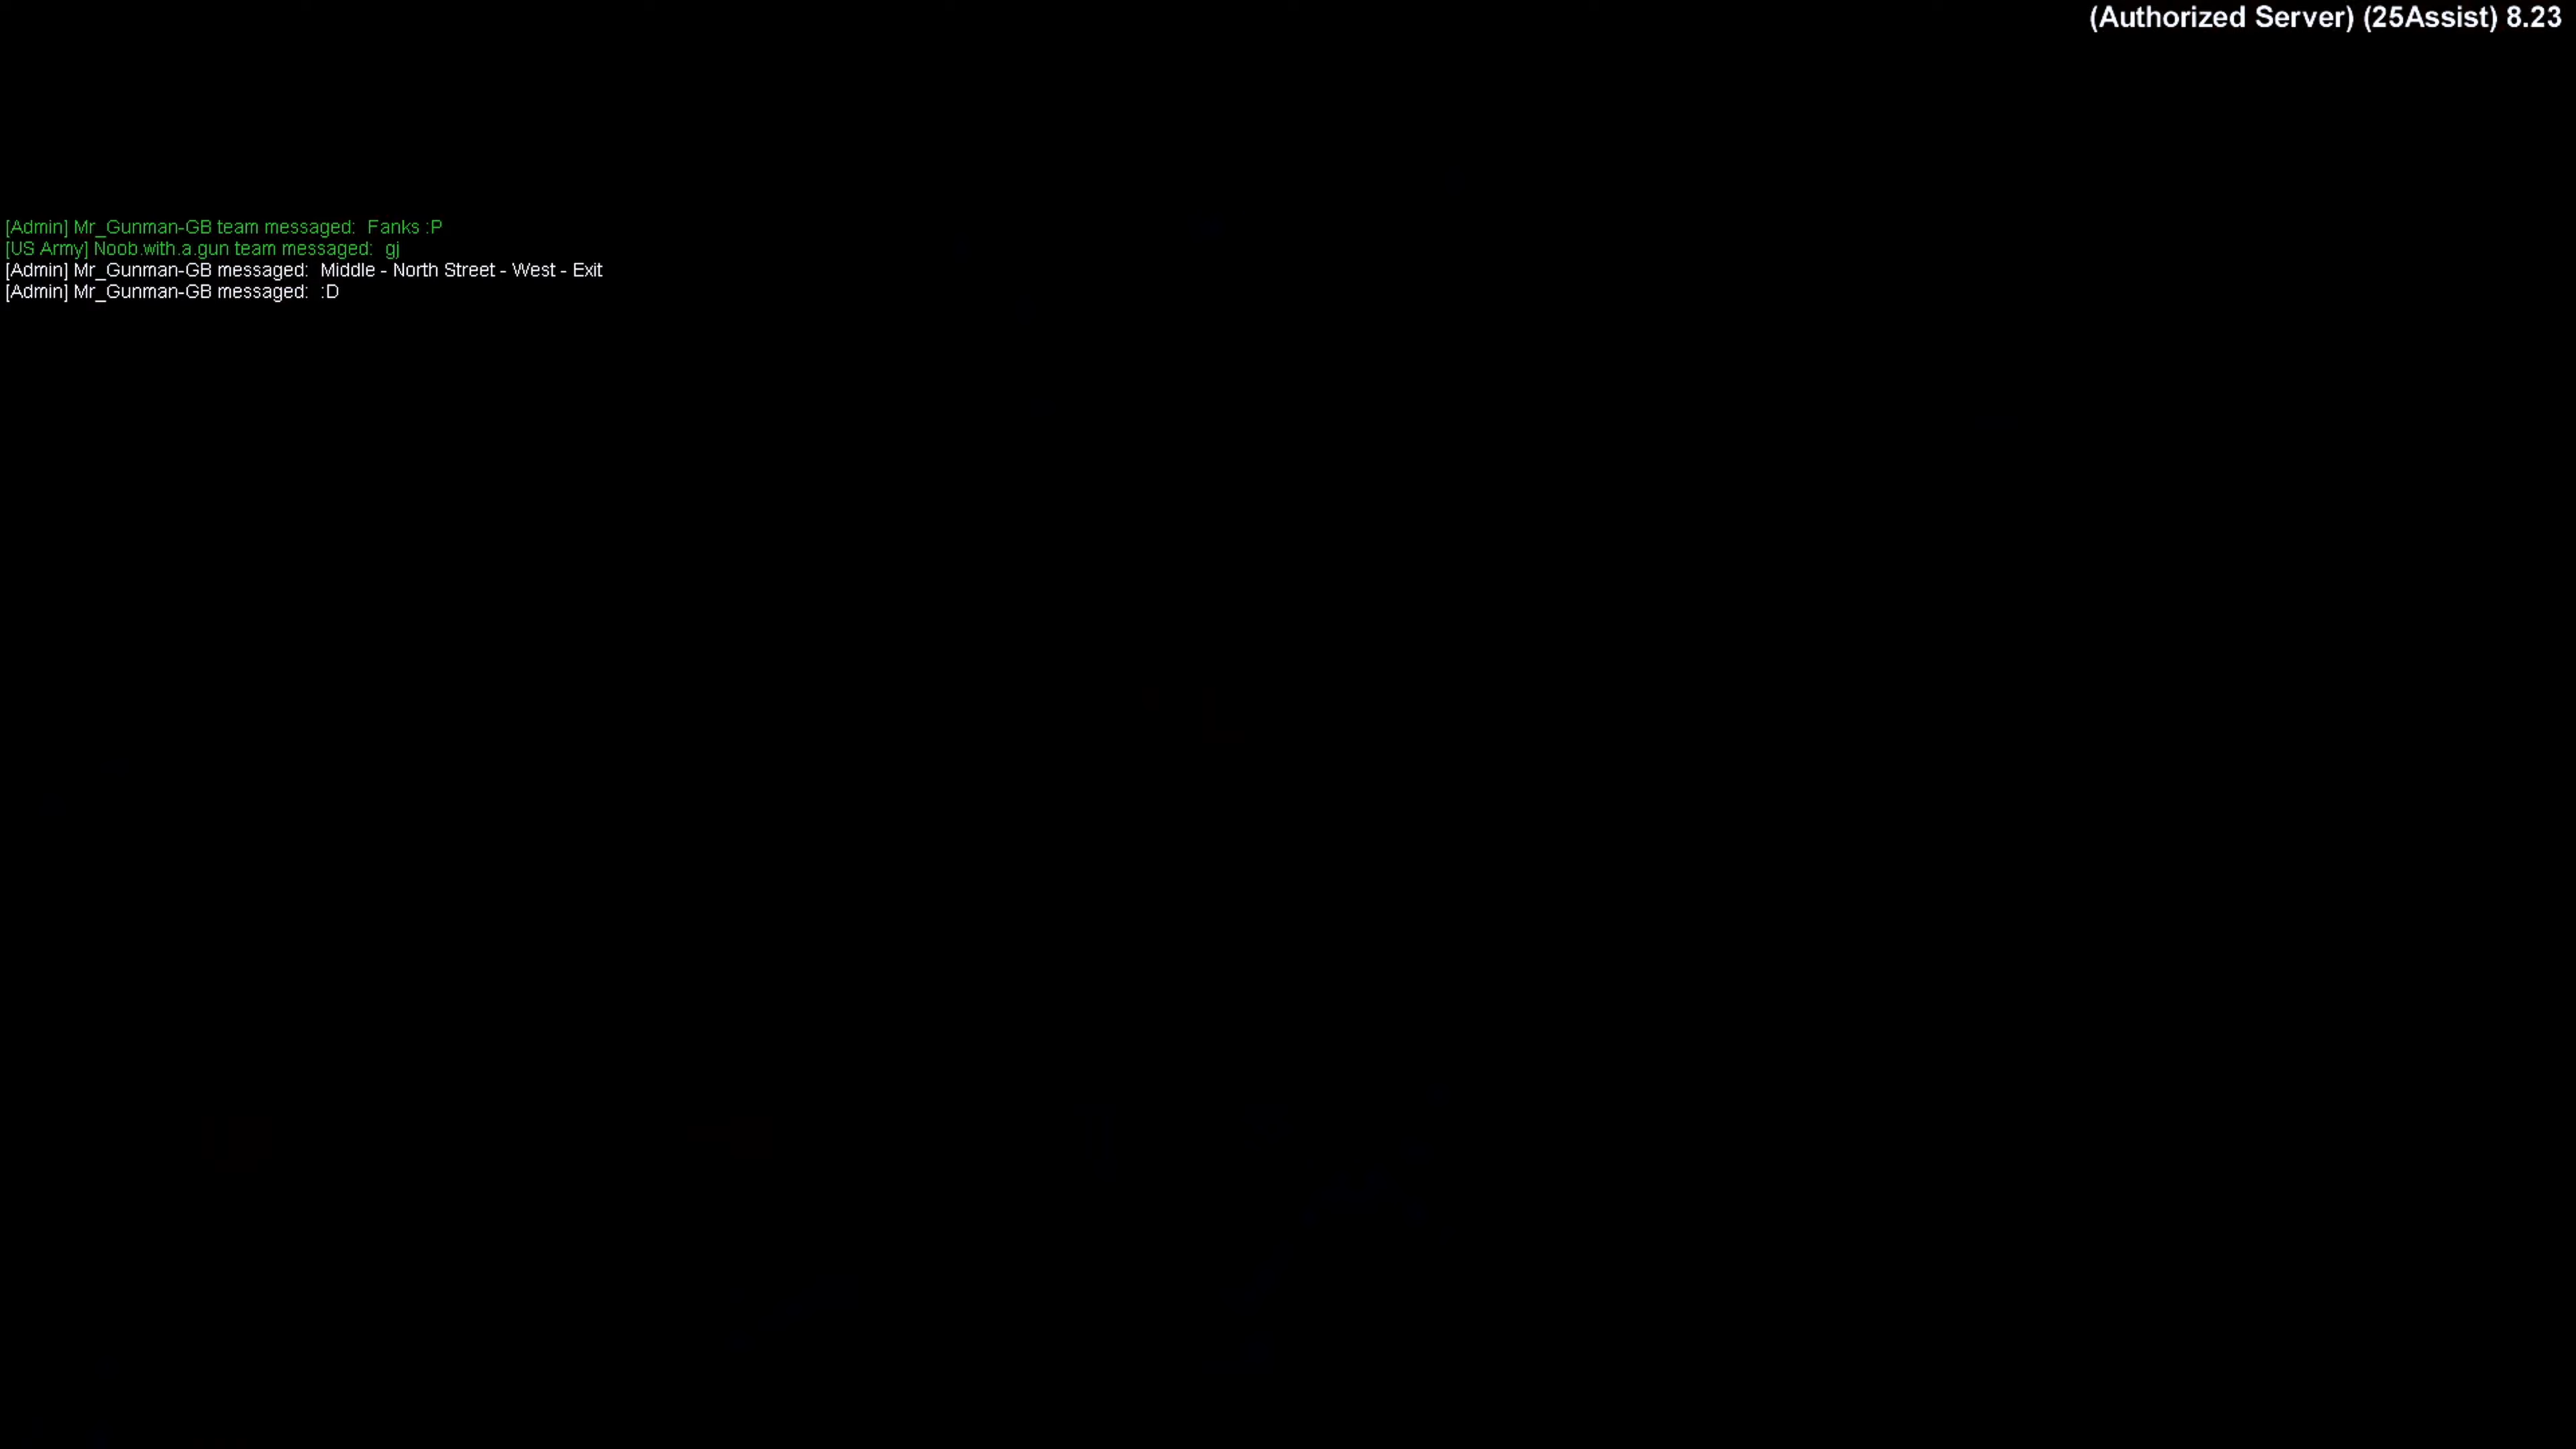 (Authorized Server) (25Assist) 8.23
[Admin] Mr_Gunman-GB team messaged:  Fanks :P
[US Army] Noob.with.a.gun team messaged:  gj
[Admin] Mr_Gunman-GB messaged:  Middle - North Street - West - Exit
[Admin] Mr_Gunman-GB messaged:  :D